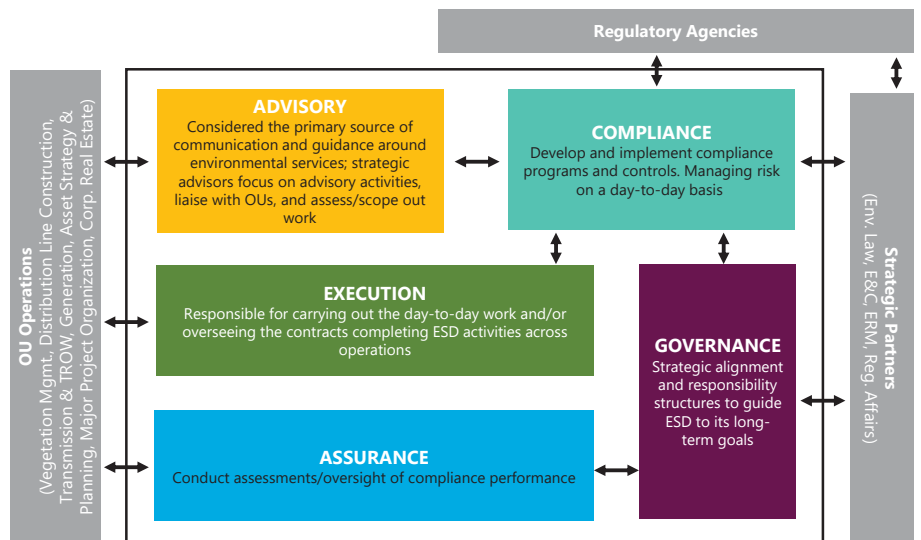 Regulatory Agencies
OU Operations
(Vegetation Mgmt., Distribution Line Construction,
Transmission & TROW, Generation, Asset Strategy &
Planning, Major Project Organization, Corp. Real Estate)
ADVISORY
Considered the primary source of
communication and guidance around
environmental services; strategic
advisors focus on advisory activities,
liaise with OUs, and assess/scope out
work
COMPLIANCE
Develop and implement compliance
programs and controls. Managing risk
on a day-to-day basis
EXECUTION
Responsible for carrying out the day-to-day work and/or
overseeing the contracts completing ESD activities across
operations
GOVERNANCE
Strategic alignment
and responsibility
structures to guide
ESD to its long-
term goals
ASSURANCE
Conduct assessments/oversight of compliance performance
Strategic Partners
(Env. Law, E&C, ERM, Reg. Affairs)